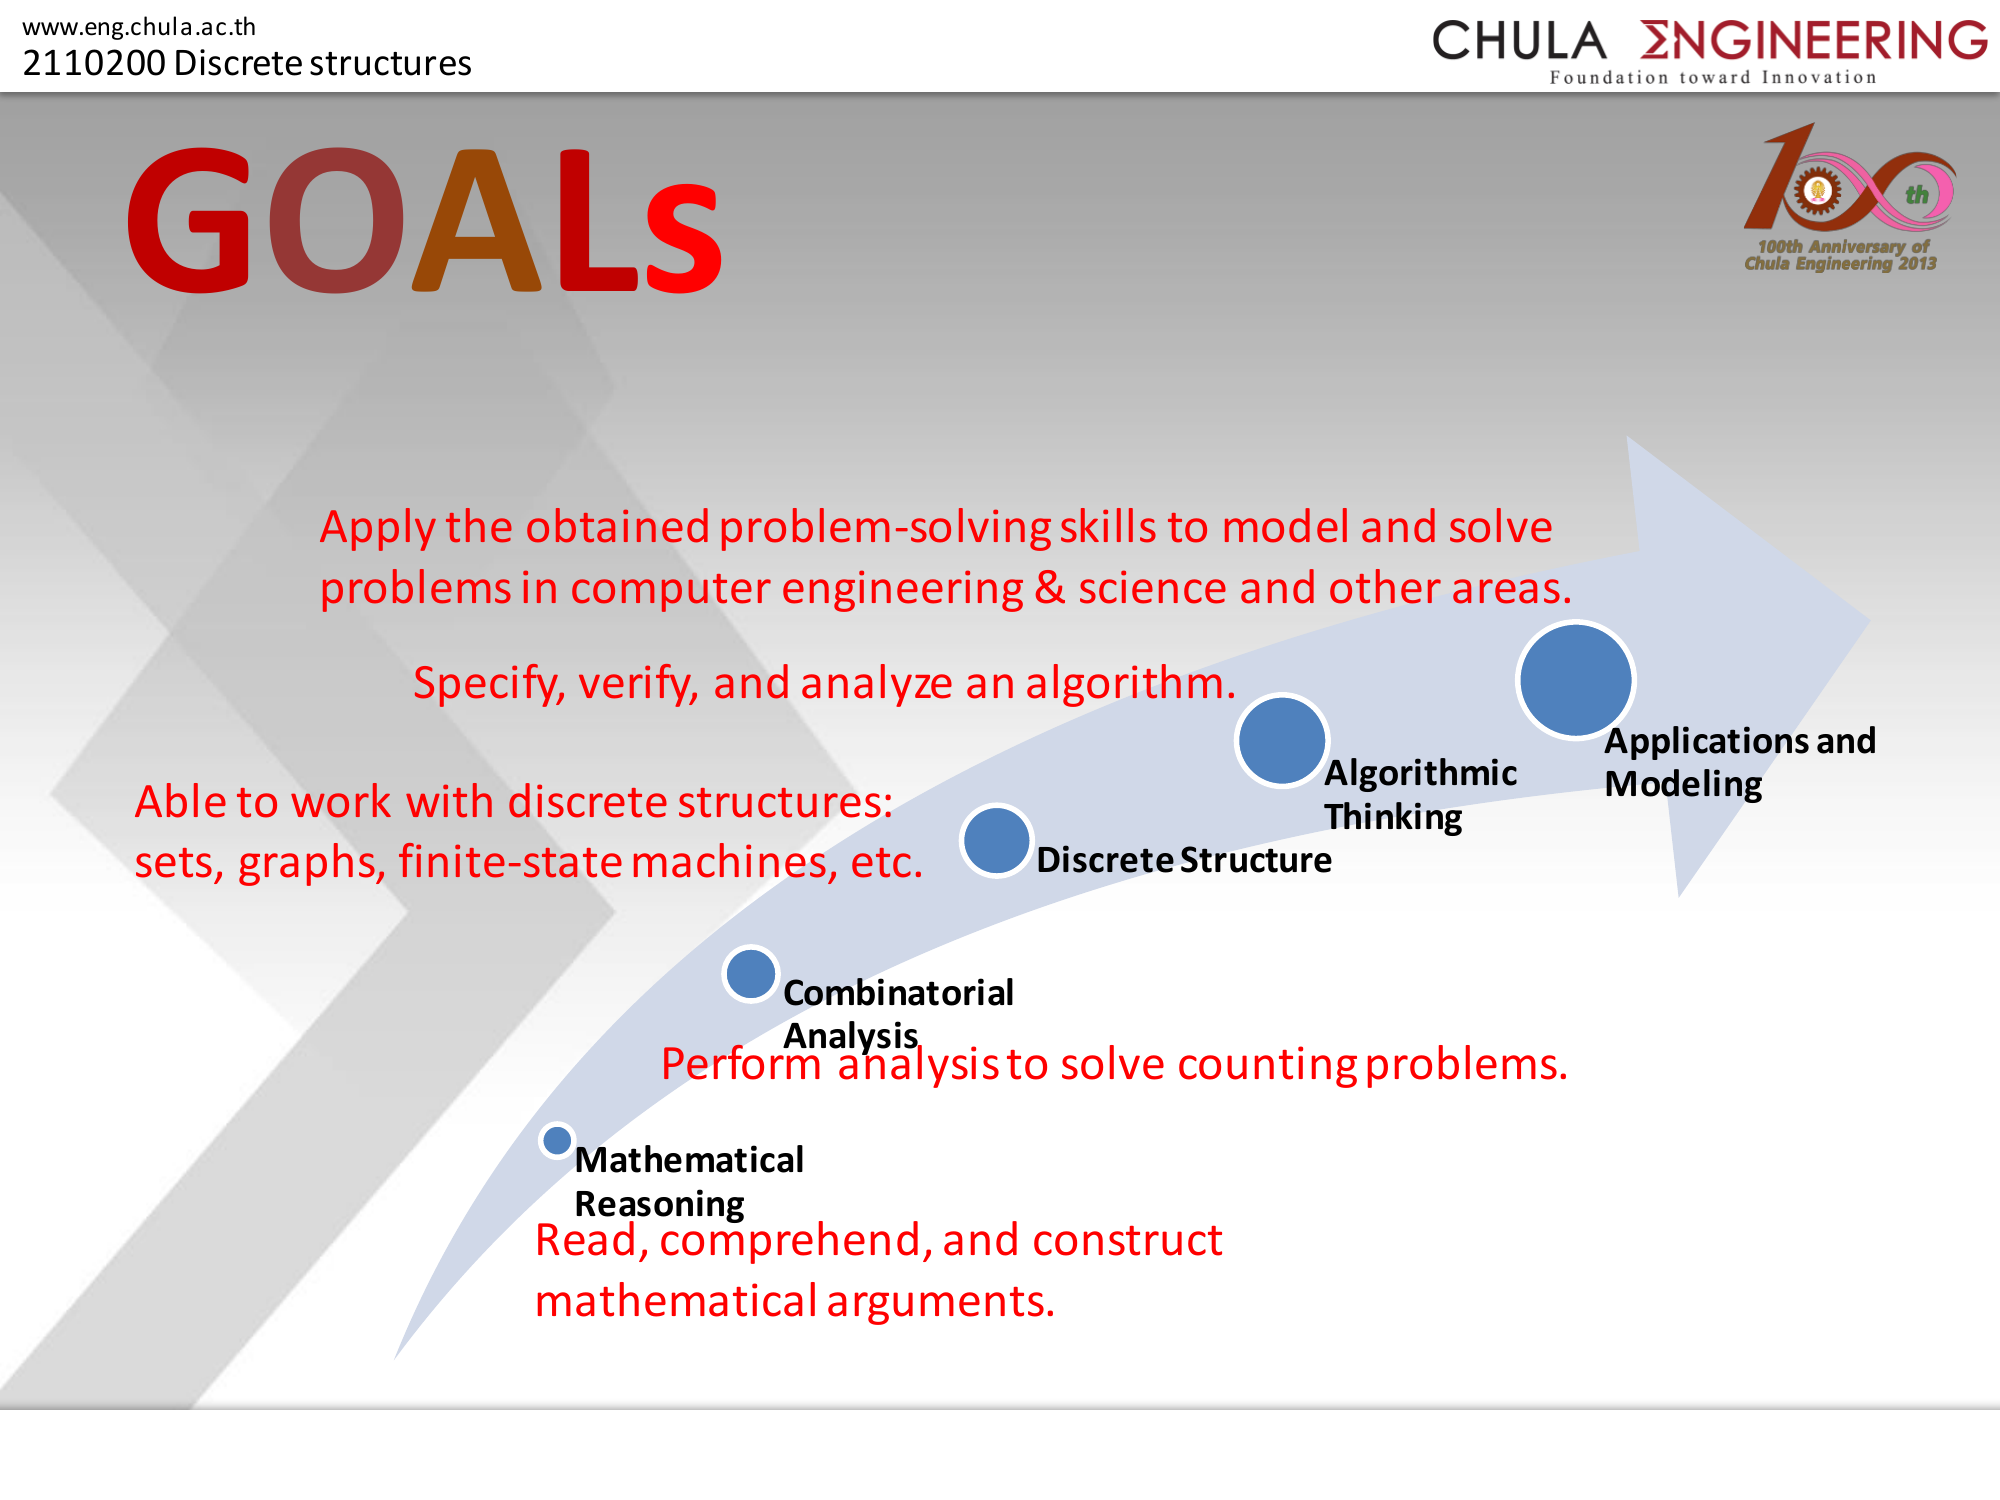 www.eng.chula.ac.th
2110200 Discrete structures
CHULA ΣNGINEERING
Foundation toward Innovation
GOALs
100th
100th Anniversary of
Chula Engineering 2013
Apply the obtained problem-solving skills to model and solve
problems in computer engineering & science and other areas.
Specify, verify, and analyze an algorithm.
Applications and
Modeling
Algorithmic
Thinking
Able to work with discrete structures:
sets, graphs, finite-state machines, etc.
Discrete Structure
Combinatorial
Analysis
Perform analysis to solve counting problems.
Mathematical
Reasoning
Read, comprehend, and construct
mathematical arguments.